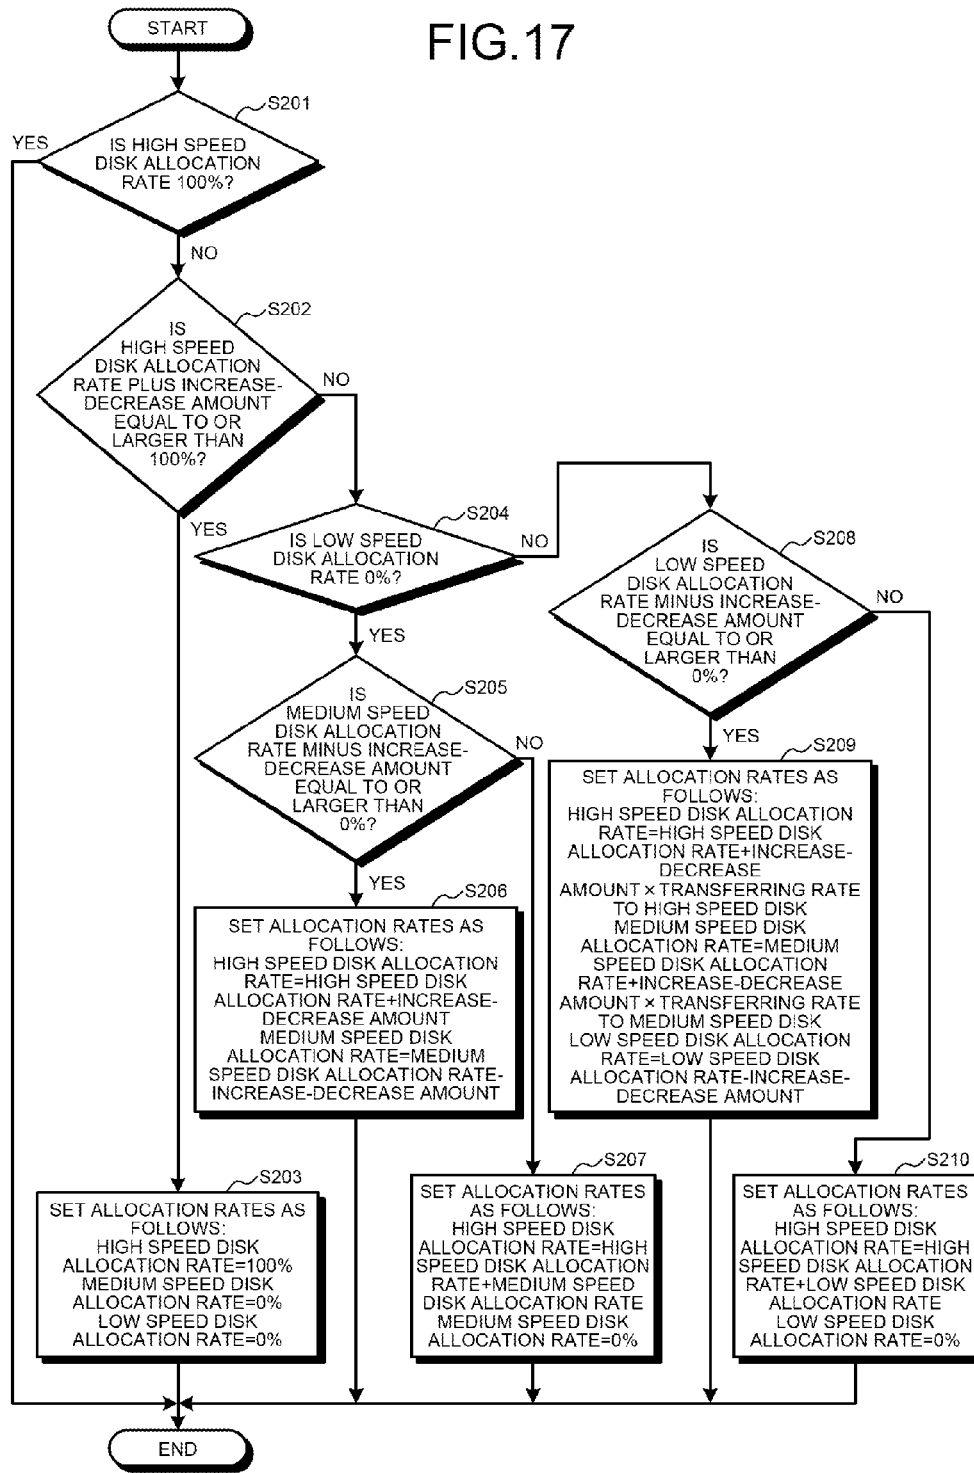 FIG.17
START
S201
YES
IS HIGH SPEED
DISK ALLOCATION
RATE 100%?
NO
S202
IS
HIGH SPEED
DISK ALLOCATION
RATE PLUS INCREASE-
DECREASE AMOUNT
EQUAL TO OR
LARGER THAN
100%?
NO
YES
S204
IS LOW SPEED
DISK ALLOCATION
RATE 0%?
NO
YES
S208
IS
LOW SPEED
DISK ALLOCATION
RATE MINUS INCREASE-
DECREASE AMOUNT
EQUAL TO OR
LARGER THAN
0%?
NO
YES
S205
IS
MEDIUM SPEED
DISK ALLOCATION
RATE MINUS INCREASE-
DECREASE AMOUNT
EQUAL TO OR
LARGER THAN
0%?
NO
YES
S209
SET ALLOCATION RATES AS
FOLLOWS:
HIGH SPEED DISK ALLOCATION
RATE=HIGH SPEED DISK
ALLOCATION RATE+INCREASE-
DECREASE
AMOUNT × TRANSFERRING RATE
TO HIGH SPEED DISK
MEDIUM SPEED DISK
ALLOCATION RATE=MEDIUM
SPEED DISK ALLOCATION
RATE+INCREASE-DECREASE
AMOUNT × TRANSFERRING RATE
TO MEDIUM SPEED DISK
LOW SPEED DISK ALLOCATION
RATE=LOW SPEED DISK
ALLOCATION RATE-INCREASE-
DECREASE AMOUNT
S206
SET ALLOCATION RATES AS
FOLLOWS:
HIGH SPEED DISK ALLOCATION
RATE=HIGH SPEED DISK
ALLOCATION RATE+INCREASE-
DECREASE AMOUNT
MEDIUM SPEED DISK
ALLOCATION RATE=MEDIUM
SPEED DISK ALLOCATION RATE-
INCREASE-DECREASE AMOUNT
S203
SET ALLOCATION RATES AS
FOLLOWS:
HIGH SPEED DISK
ALLOCATION RATE=100%
MEDIUM SPEED DISK
ALLOCATION RATE=0%
LOW SPEED DISK
ALLOCATION RATE=0%
S207
SET ALLOCATION RATES
AS FOLLOWS:
HIGH SPEED DISK
ALLOCATION RATE=HIGH
SPEED DISK ALLOCATION
RATE+MEDIUM SPEED
DISK ALLOCATION RATE
MEDIUM SPEED DISK
ALLOCATION RATE=0%
S210
SET ALLOCATION RATES
AS FOLLOWS:
HIGH SPEED DISK
ALLOCATION RATE=HIGH
SPEED DISK ALLOCATION
RATE+LOW SPEED DISK
ALLOCATION RATE
LOW SPEED DISK
ALLOCATION RATE=0%
END